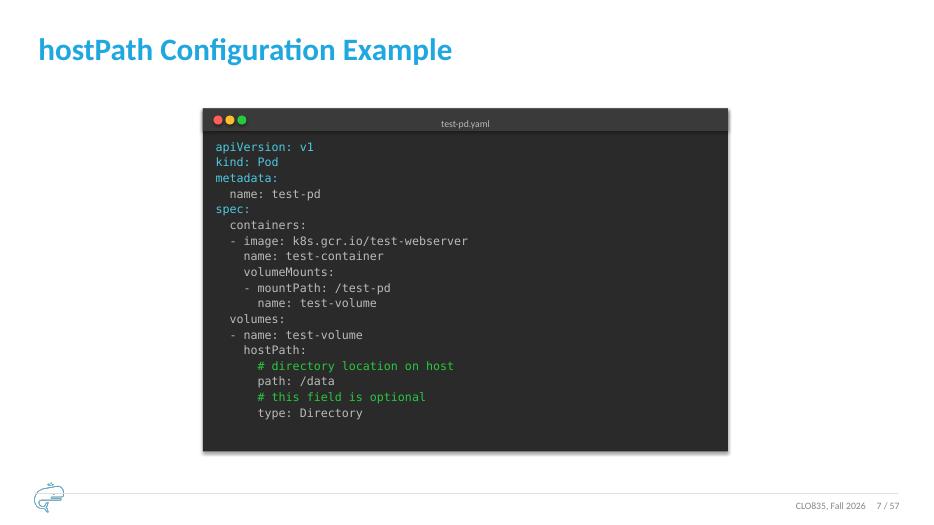 hostPath Configuration Example
test-pd.yaml
apiVersion: v1
kind: Pod
metadata:
  name: test-pd
spec:
  containers:
  - image: k8s.gcr.io/test-webserver
    name: test-container
    volumeMounts:
    - mountPath: /test-pd
      name: test-volume
  volumes:
  - name: test-volume
    hostPath:
      # directory location on host
      path: /data
      # this field is optional
      type: Directory
CLO835, Fall 2026 7 / 57